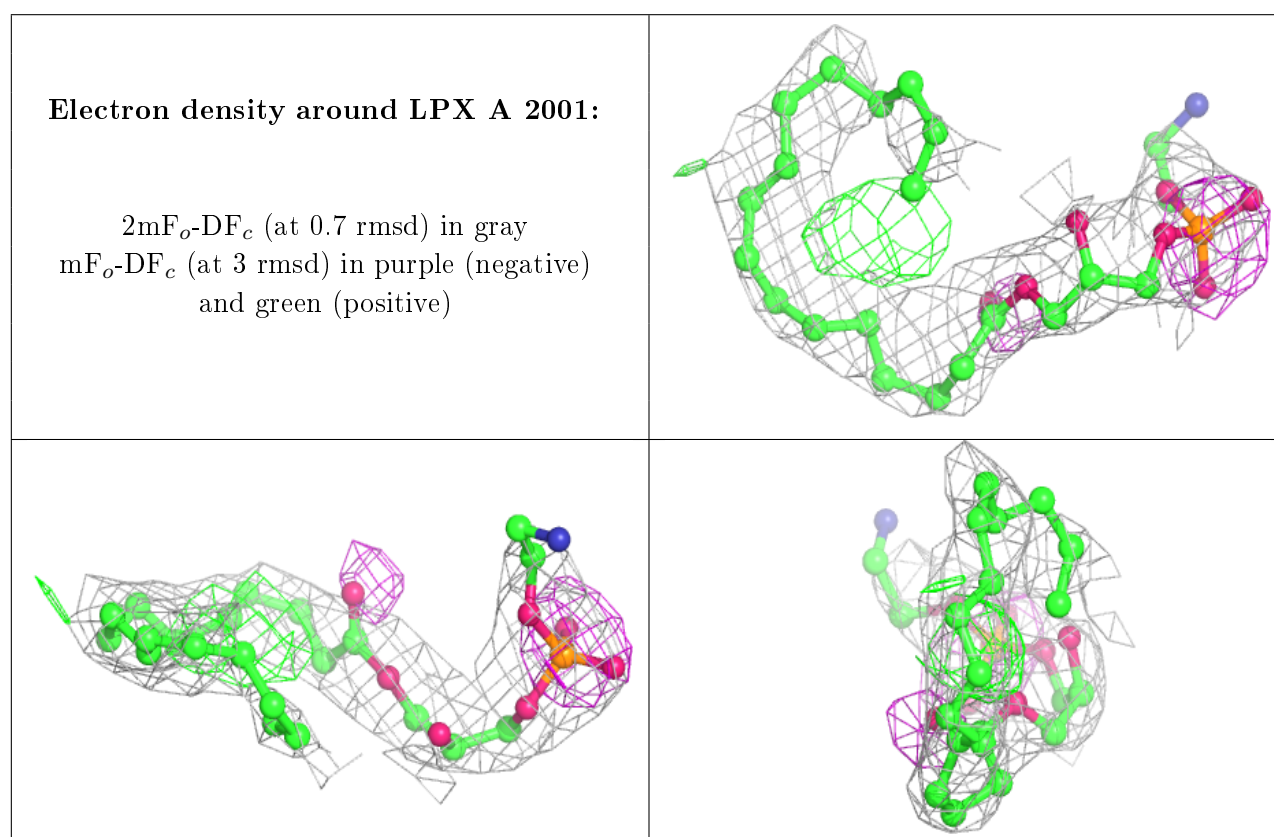 Electron density around LPX A 2001:
2mFo-DFc (at 0.7 rmsd) in gray
mFo-DFc (at 3 rmsd) in purple (negative)
and green (positive)